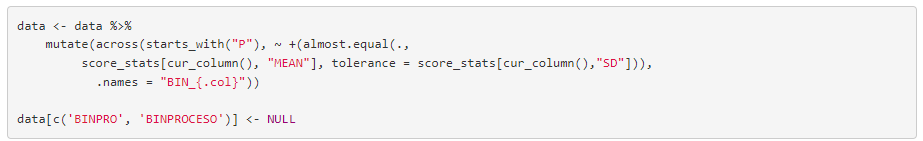 data <- data %>%
    mutate(across(starts_with("P"), ~ +(almost.equal(.,
         score_stats[cur_column(), "MEAN"], tolerance = score_stats[cur_column(),"SD"])),
           .names = "BIN_{.col}"))

data[c('BINPRO', 'BINPROCESO')] <- NULL